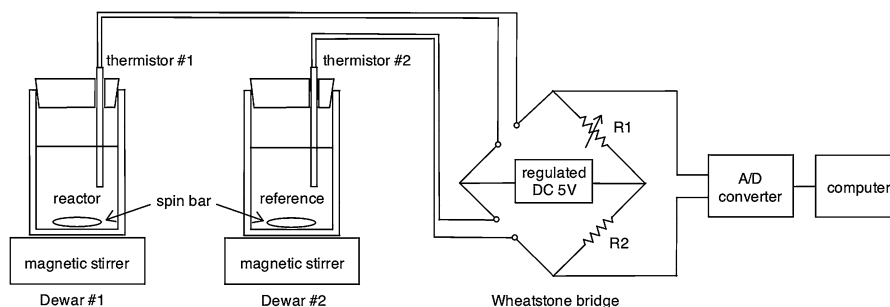 thermistor #1
thermistor #2
R1
regulated
DC 5V
A/D
converter
computer
reactor
spin bar
reference
R2
magnetic stirrer
magnetic stirrer
Dewar #1
Dewar #2
Wheatstone bridge